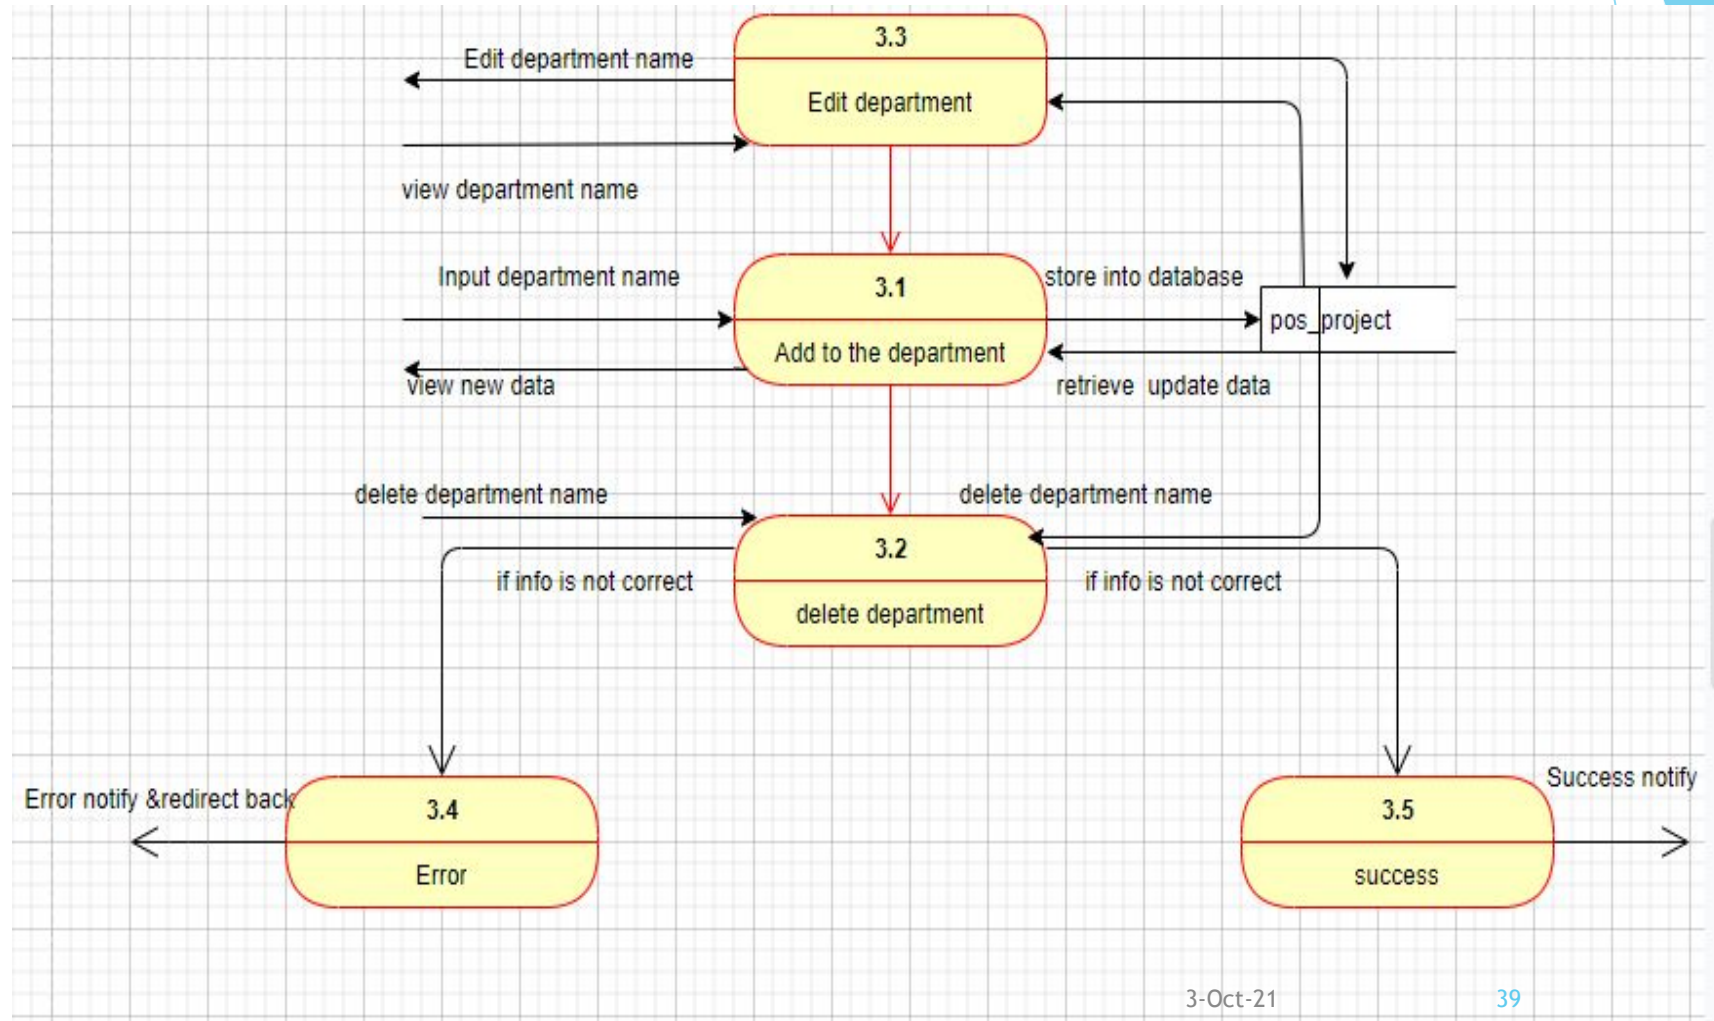 3.3
Edit department name
Edit department
view department name
Input department name
3.1
store into database
pos_project
Add to the department
view new data
retrieve update data
delete department name
delete department name
3.2
if info is not correct
if info is not correct
delete department
Error notify &redirect back
3.4
Error
Success notify
3.5
success
3-Oct-21
39